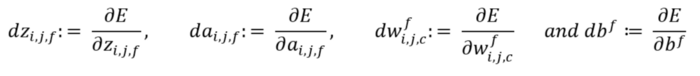 dz_{i,j,f} := ∂E/∂z_{i,j,f}, da_{i,j,f} := ∂E/∂a_{i,j,f}, dw^f_{i,j,c} := ∂E/∂w^f_{i,j,c} and db^f ≔ ∂E/∂b^f